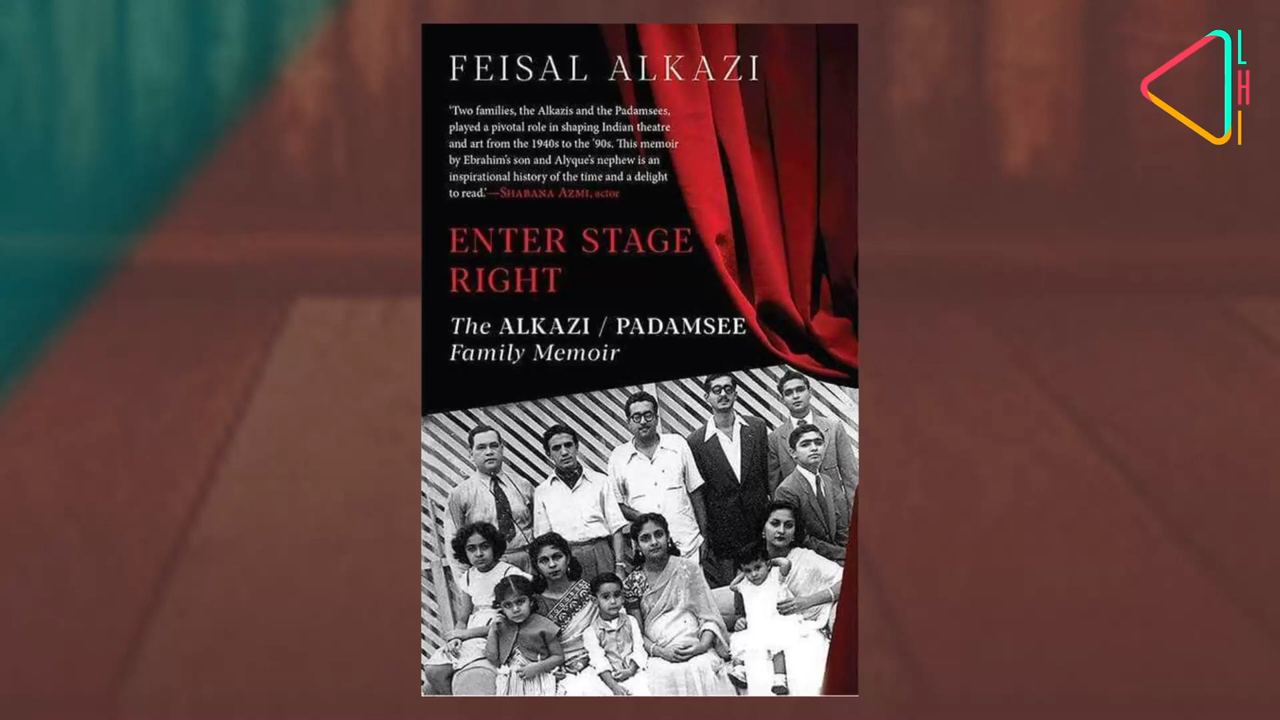 FEISAL ALKAZI
'Two families, the Alkazis and the Padamsees,
played a pivotal role in shaping Indian theatre
and art from the 1940s to the '90s. This memoir
by Ebrahim's son and Alyque's nephew is an
inspirational history of the time and a delight
to read.'—SHABANA AZMI, actor
ENTER STAGE
RIGHT
The ALKAZI / PADAMSEE
Family Memoir
L
H
I